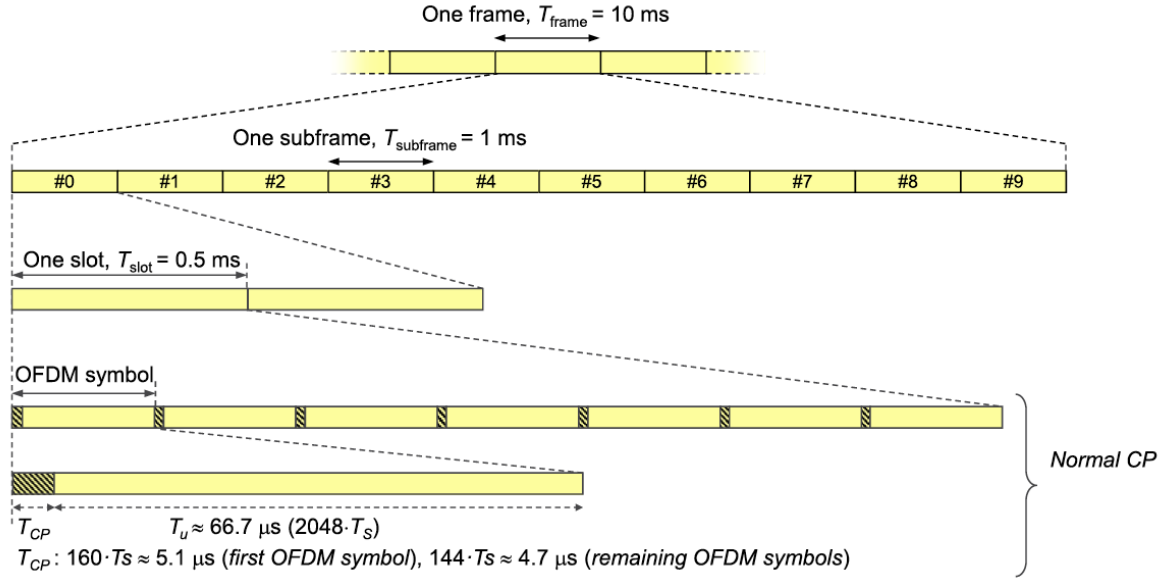 One frame, Tframe = 10 ms
One subframe, Tsubframe = 1 ms
#0 #1 #2 #3 #4 #5 #6 #7 #8 #9
One slot, Tslot = 0.5 ms
OFDM symbol
Normal CP
TCP Tu ≈ 66.7 μs (2048·TS)
TCP : 160·Ts ≈ 5.1 μs (first OFDM symbol), 144·Ts ≈ 4.7 μs (remaining OFDM symbols)